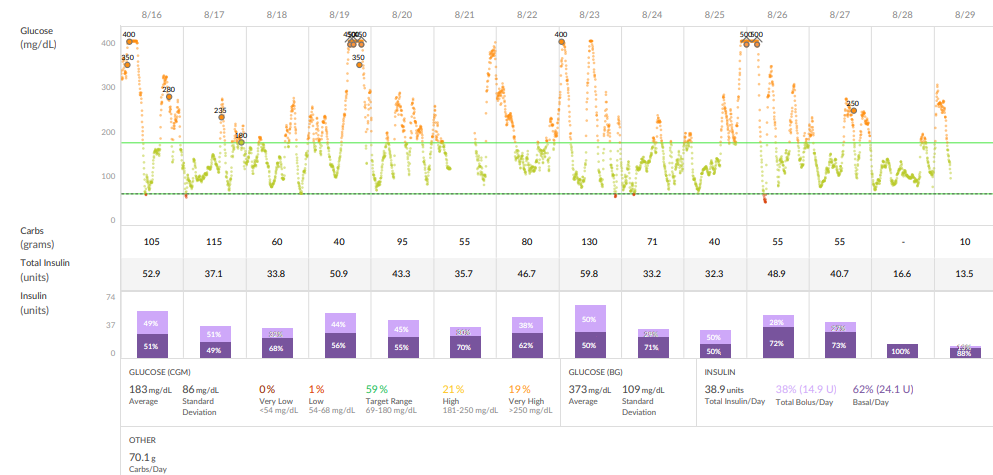 8/16 8/17 8/18 8/19 8/20 8/21 8/22 8/23 8/24 8/25 8/26 8/27 8/28 8/29
Glucose
(mg/dL)
400 300 200 100 0
400 350 280 235 180 350 400 250
Carbs
(grams)
105 115 60 40 95 55 80 130 71 40 55 55 - 10
Total Insulin
(units)
52.9 37.1 33.8 50.9 43.3 35.7 46.7 59.8 33.2 32.3 48.9 40.7 16.6 13.5
Insulin
(units)
74 37 0
49% 51% 44% 45% 38% 50% 50% 28%
51% 49% 68% 56% 55% 70% 62% 50% 71% 50% 72% 73% 100% 88%
GLUCOSE (CGM)
183 mg/dL 86 mg/dL 0% 1% 59% 21% 19%
Average Standard Deviation Very Low Low Target Range High Very High
<54 mg/dL 54-68 mg/dL 69-180 mg/dL 181-250 mg/dL >250 mg/dL
GLUCOSE (BG)
373 mg/dL 109 mg/dL
Average Standard
Deviation
INSULIN
38.9 units 38% (14.9 U) 62% (24.1 U)
Total Insulin/Day Total Bolus/Day Basal/Day
OTHER
70.1 g
Carbs/Day